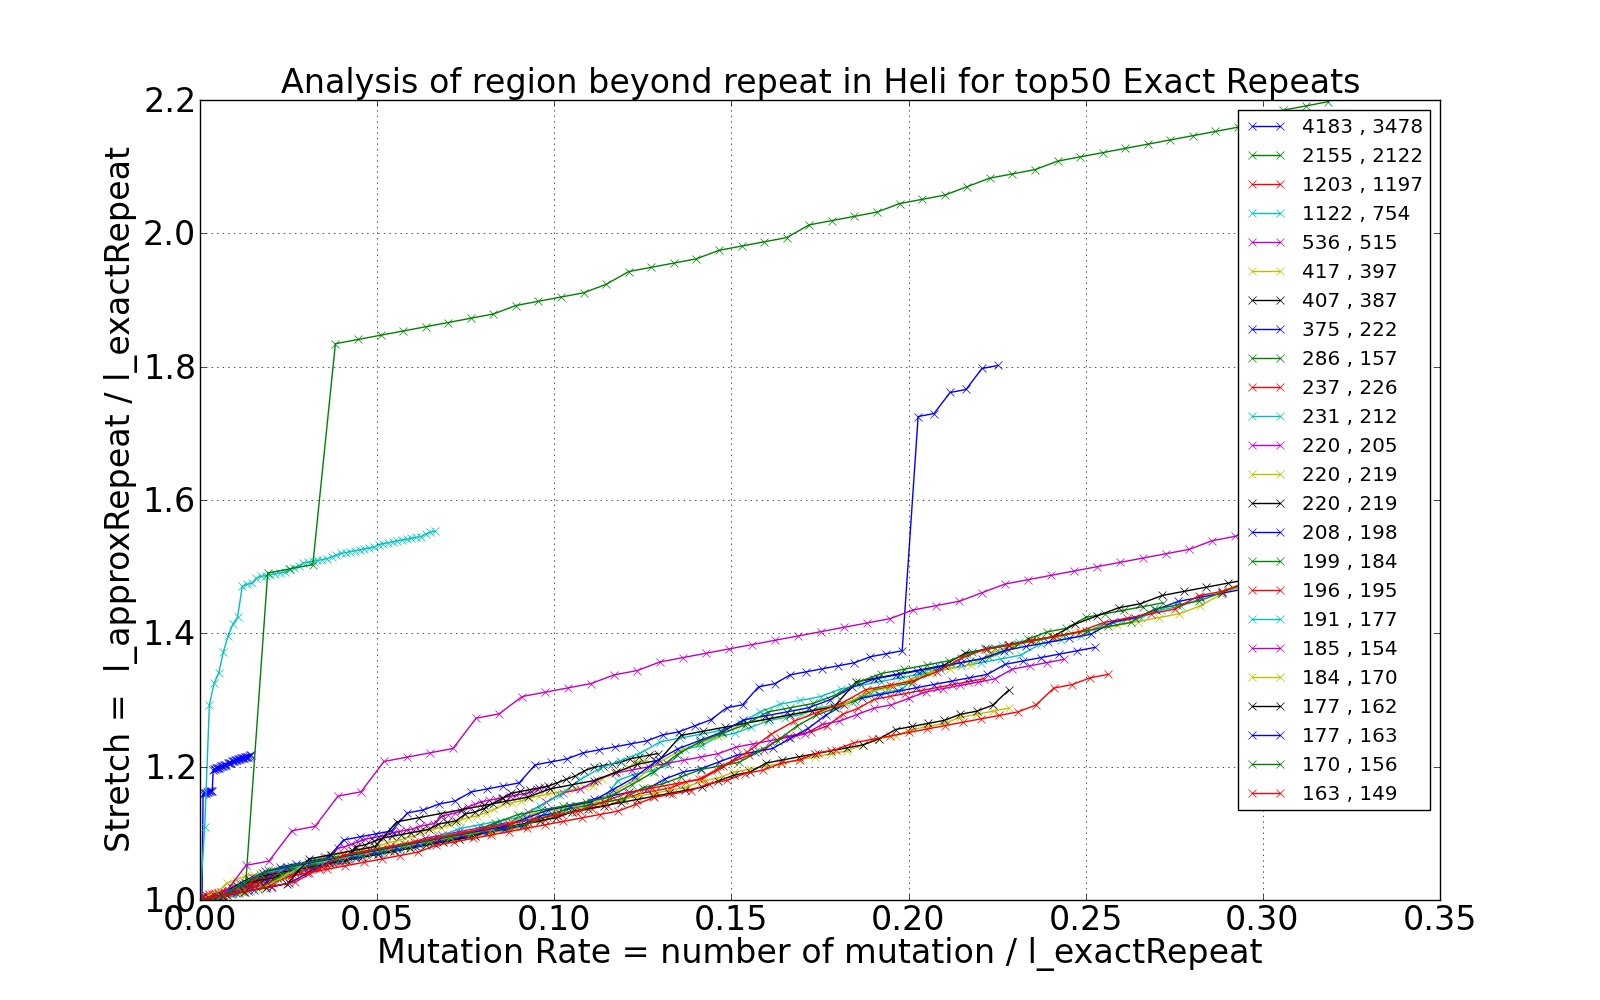 Analysis of region beyond repeat in Heli for top50 Exact Repeats
Stretch = l_approxRepeat / l_exactRepeat
2.2
2.0
1.8
1.6
1.4
1.2
1.0
4183 , 3478
2155 , 2122
1203 , 1197
1122 , 754
536 , 515
417 , 397
407 , 387
375 , 222
286 , 157
237 , 226
231 , 212
220 , 205
220 , 219
220 , 219
208 , 198
199 , 184
196 , 195
191 , 177
185 , 154
184 , 170
177 , 162
177 , 163
170 , 156
163 , 149
0.00 0.05 0.10 0.15 0.20 0.25 0.30 0.35
Mutation Rate = number of mutation / l_exactRepeat